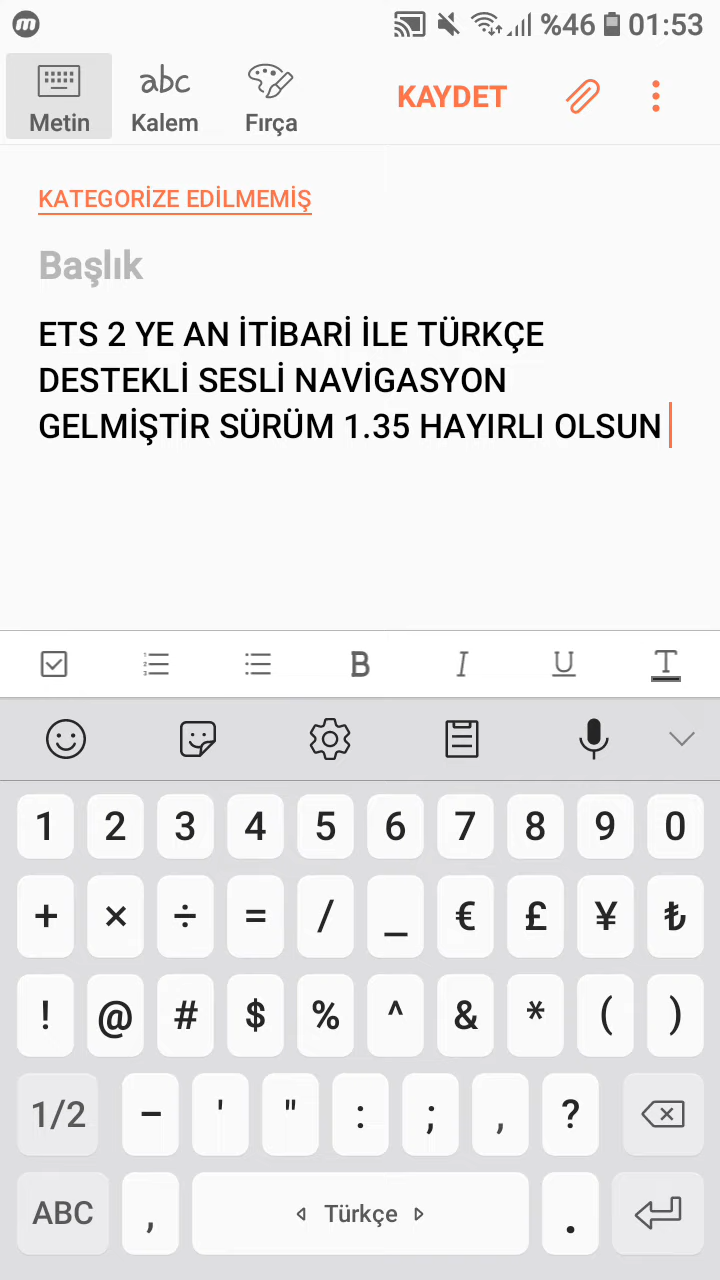 %46 01:53
Metin
abc
Kalem
Fırça
KAYDET
KATEGORİZE EDİLMEMİŞ
Başlık
ETS 2 YE AN İTİBARİ İLE TÜRKÇE
DESTEKLİ SESLİ NAVİGASYON
GELMİŞTİR SÜRÜM 1.35 HAYIRLI OLSUN
B I U T
1 2 3 4 5 6 7 8 9 0
+ × ÷ = / _ € £ ¥ ₺
! @ # $ % ^ & * ( )
1/2 – ' " : ; , ?
ABC , Türkçe .